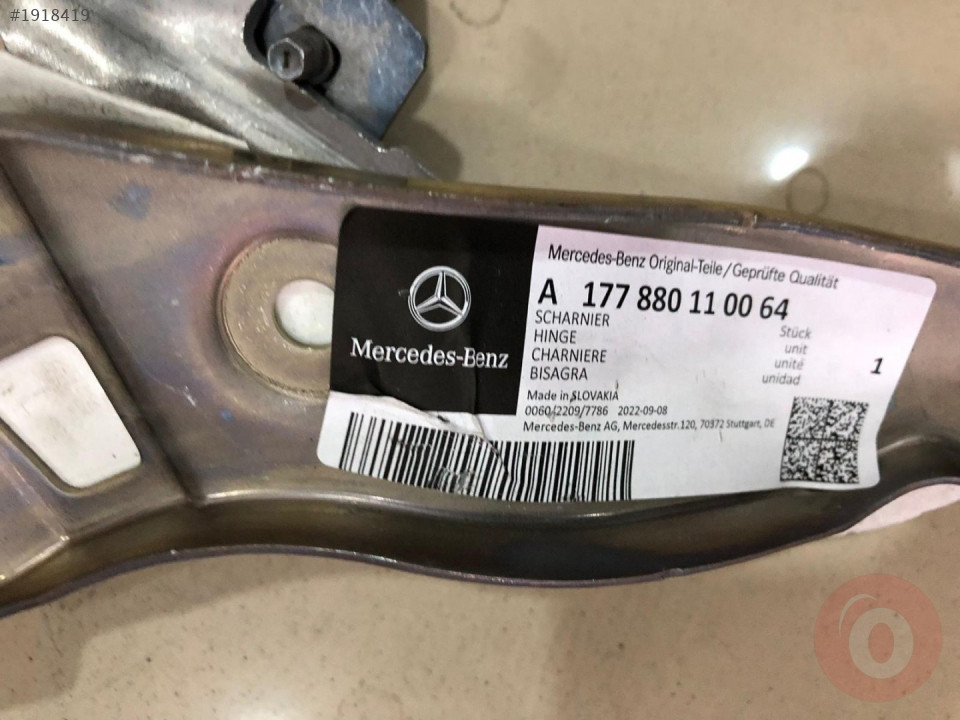 #1918419
Mercedes-Benz Original-Teile/Geprüfte Qualität
A 177 880 11 00 64
SCHARNIER
HINGE
CHARNIERE
BISAGRA
Stück
unit
unité
unidad
1
Mercedes-Benz
Made in SLOVAKIA
0060/2209/7786 2022-09-08
Mercedes-Benz AG, Mercedesstr.120, 70372 Stuttgart, DE
O